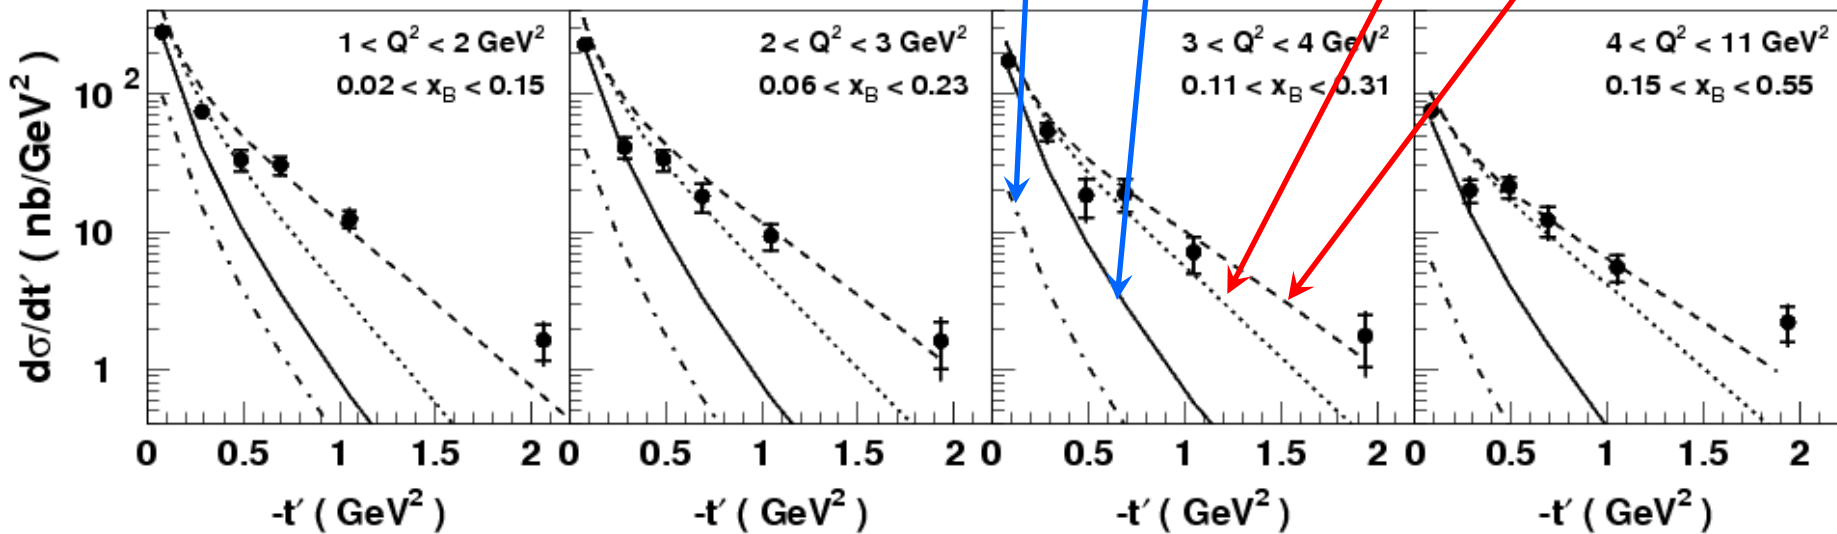 dσ/dt′ ( nb/GeV² )
10²
10
1
1 < Q² < 2 GeV²
0.02 < x_B < 0.15
2 < Q² < 3 GeV²
0.06 < x_B < 0.23
3 < Q² < 4 GeV²
0.11 < x_B < 0.31
4 < Q² < 11 GeV²
0.15 < x_B < 0.55
0 0.5 1 1.5 2 0 0.5 1 1.5 2 0 0.5 1 1.5 2 0 0.5 1 1.5 2
-t′ ( GeV² ) -t′ ( GeV² ) -t′ ( GeV² ) -t′ ( GeV² )